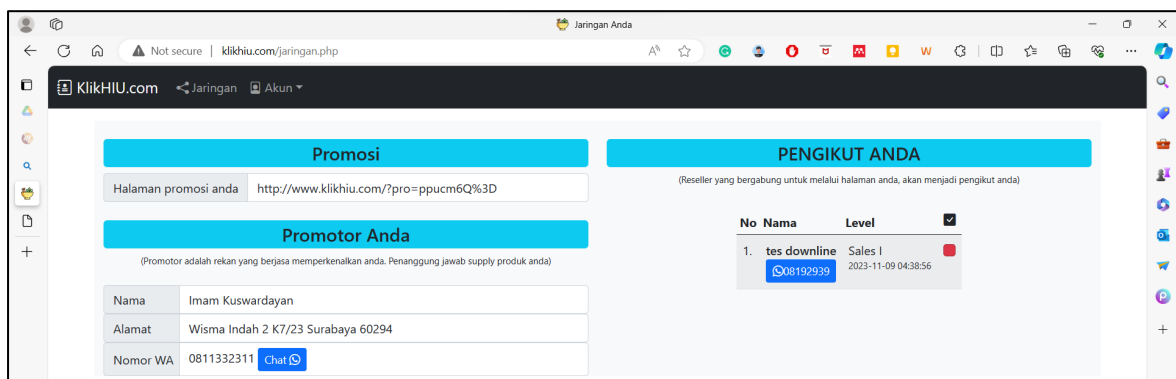 Jaringan Anda
Not secure | klikhiu.com/jaringan.php
KlikHIU.com Jaringan Akun
Promosi
Halaman promosi anda http://www.klikhiu.com/?pro=ppucm6Q%3D
Promotor Anda
(Promotor adalah rekan yang berjasa memperkenalkan anda. Penanggung jawab supply produk anda)
Nama Imam Kuswardayan
Alamat Wisma Indah 2 K7/23 Surabaya 60294
Nomor WA 0811332311 Chat
PENGIKUT ANDA
(Reseller yang bergabung untuk melalui halaman anda, akan menjadi pengikut anda)
No Nama Level
1. tes downline Sales I
08192939 2023-11-09 04:38:56